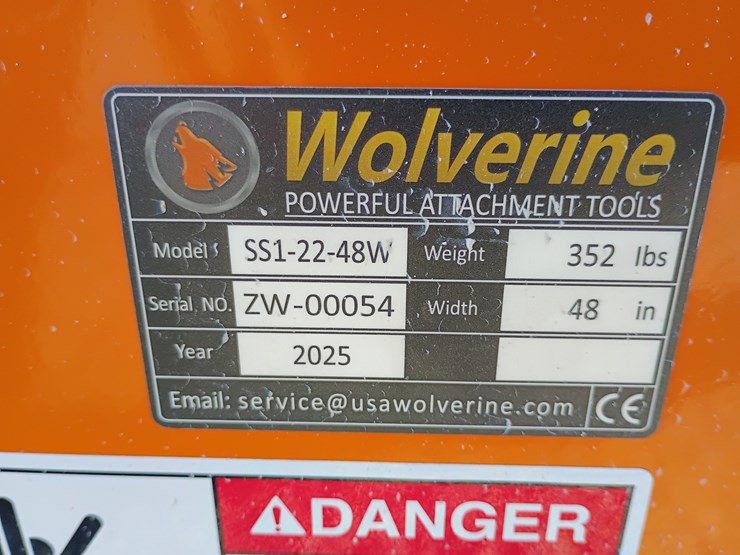 Wolverine
POWERFUL ATTACHMENT TOOLS
Model SS1-22-48W Weight 352 lbs
Serial NO. ZW-00054 Width 48 in
Year 2025
Email: service@usawolverine.com CE
DANGER